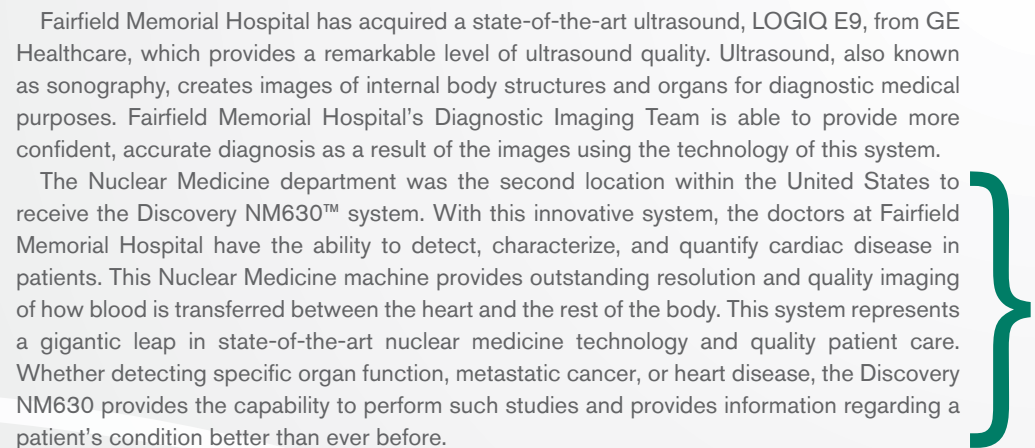 Fairfield Memorial Hospital has acquired a state-of-the-art ultrasound, LOGIQ E9, from GE
Healthcare, which provides a remarkable level of ultrasound quality. Ultrasound, also known
as sonography, creates images of internal body structures and organs for diagnostic medical
purposes. Fairfield Memorial Hospital’s Diagnostic Imaging Team is able to provide more
confident, accurate diagnosis as a result of the images using the technology of this system.
The Nuclear Medicine department was the second location within the United States to
receive the Discovery NM630™ system. With this innovative system, the doctors at Fairfield
Memorial Hospital have the ability to detect, characterize, and quantify cardiac disease in
patients. This Nuclear Medicine machine provides outstanding resolution and quality imaging
of how blood is transferred between the heart and the rest of the body. This system represents
a gigantic leap in state-of-the-art nuclear medicine technology and quality patient care.
Whether detecting specific organ function, metastatic cancer, or heart disease, the Discovery
NM630 provides the capability to perform such studies and provides information regarding a
patient’s condition better than ever before.